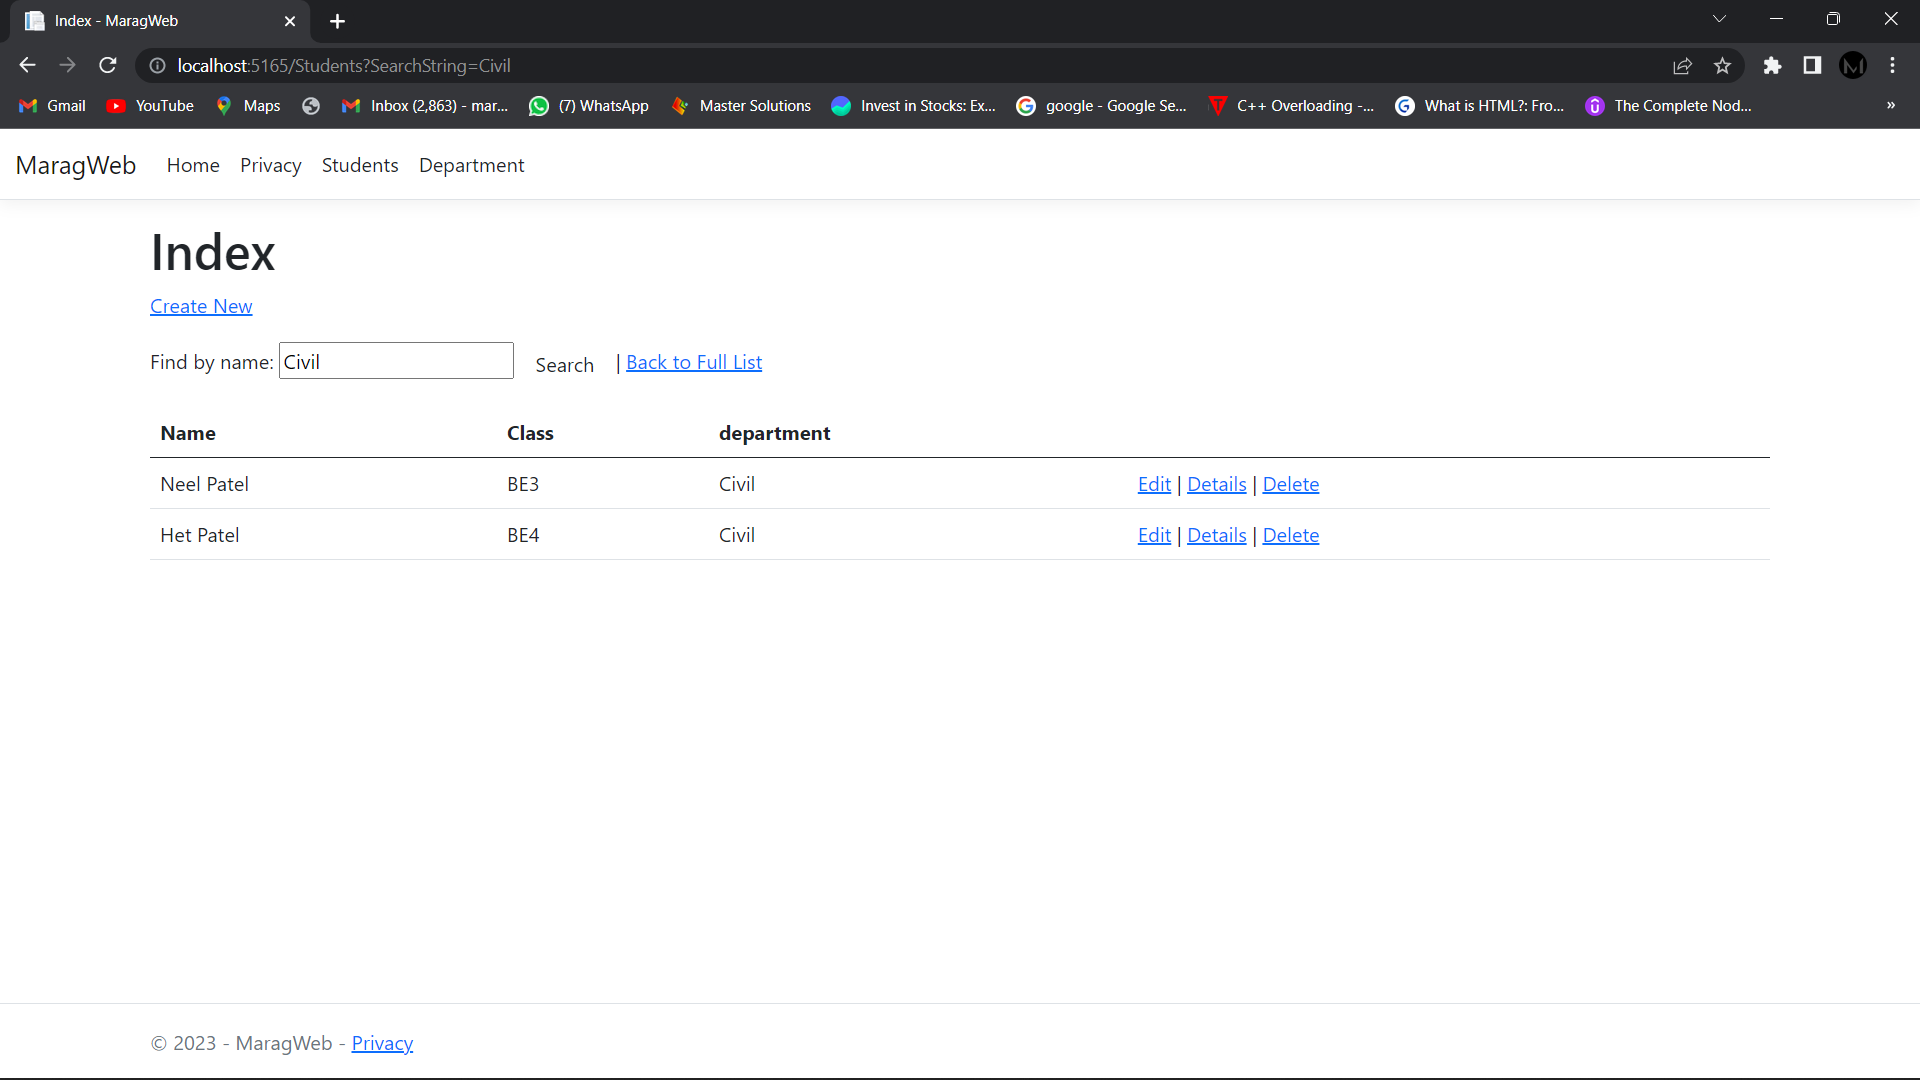 Index - MaragWeb
localhost:5165/Students?SearchString=Civil
Gmail YouTube Maps Inbox (2,863) - mar... (7) WhatsApp Master Solutions Invest in Stocks: Ex... google - Google Se... C++ Overloading -... What is HTML?: Fro... The Complete Nod... »
MaragWeb Home Privacy Students Department
Index
Create New
Find by name: Civil Search | Back to Full List
Name Class department
Neel Patel BE3 Civil Edit | Details | Delete
Het Patel BE4 Civil Edit | Details | Delete
© 2023 - MaragWeb - Privacy